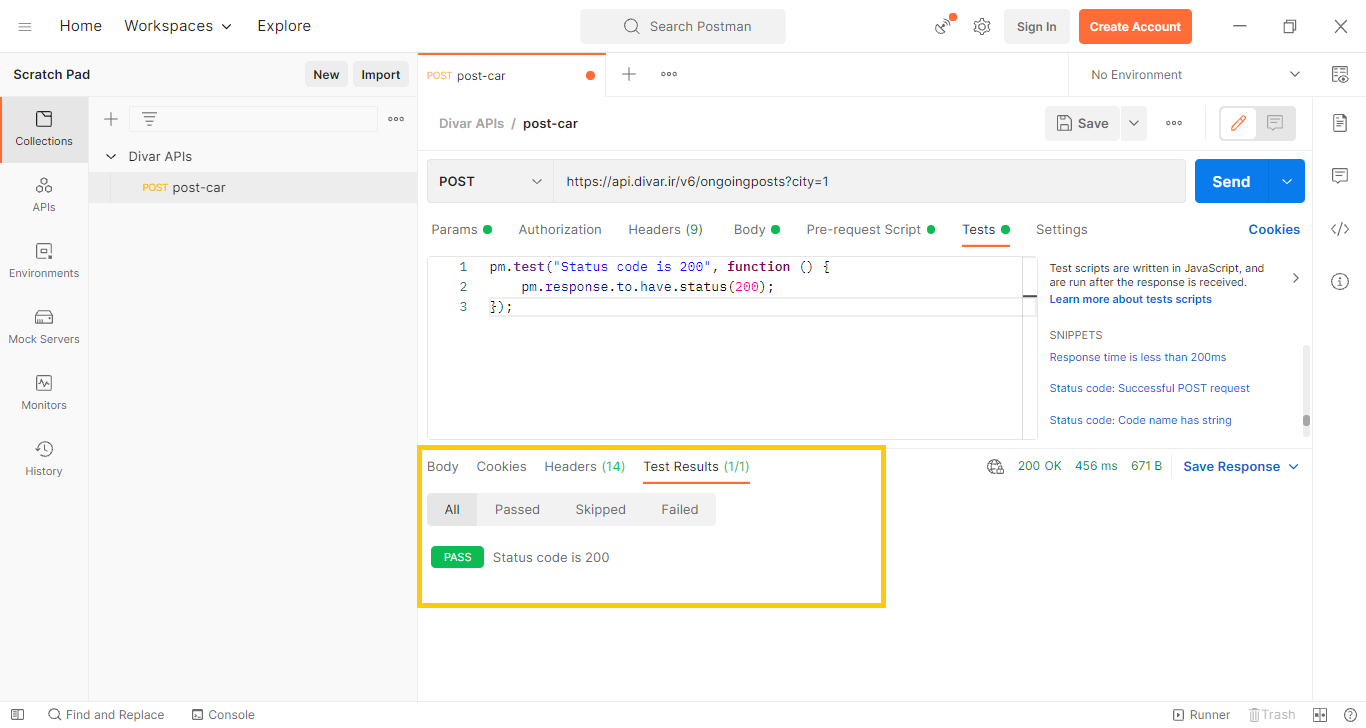 Home Workspaces Explore Search Postman Sign In Create Account
Scratch Pad New Import POST post-car No Environment
Collections
APIs
Environments
Mock Servers
Monitors
History
Divar APIs
POST post-car
Divar APIs / post-car Save
POST https://api.divar.ir/v6/ongoingposts?city=1 Send
Params Authorization Headers (9) Body Pre-request Script Tests Settings Cookies
1 pm.test("Status code is 200", function () {
2 pm.response.to.have.status(200);
3 });
Test scripts are written in JavaScript, and
are run after the response is received.
Learn more about tests scripts
SNIPPETS
Response time is less than 200ms
Status code: Successful POST request
Status code: Code name has string
Body Cookies Headers (14) Test Results (1/1) 200 OK 456 ms 671 B Save Response
All Passed Skipped Failed
PASS Status code is 200
Find and Replace Console Runner Trash